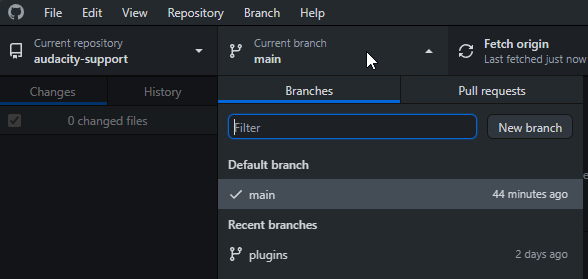 File Edit View Repository Branch Help
Current repository
audacity-support
Current branch
main
Fetch origin
Last fetched just now
Changes History
0 changed files
Branches Pull requests
Filter New branch
Default branch
main 44 minutes ago
Recent branches
plugins 2 days ago